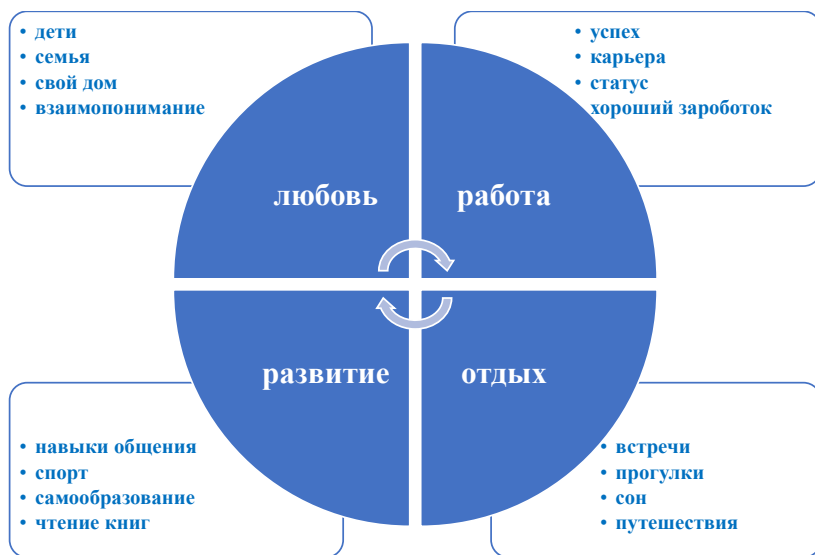 дети
семья
свой дом
взаимопонимание
успех
карьера
статус
хороший зароботок
любовь
работа
развитие
отдых
навыки общения
спорт
самообразование
чтение книг
встречи
прогулки
сон
путешествия